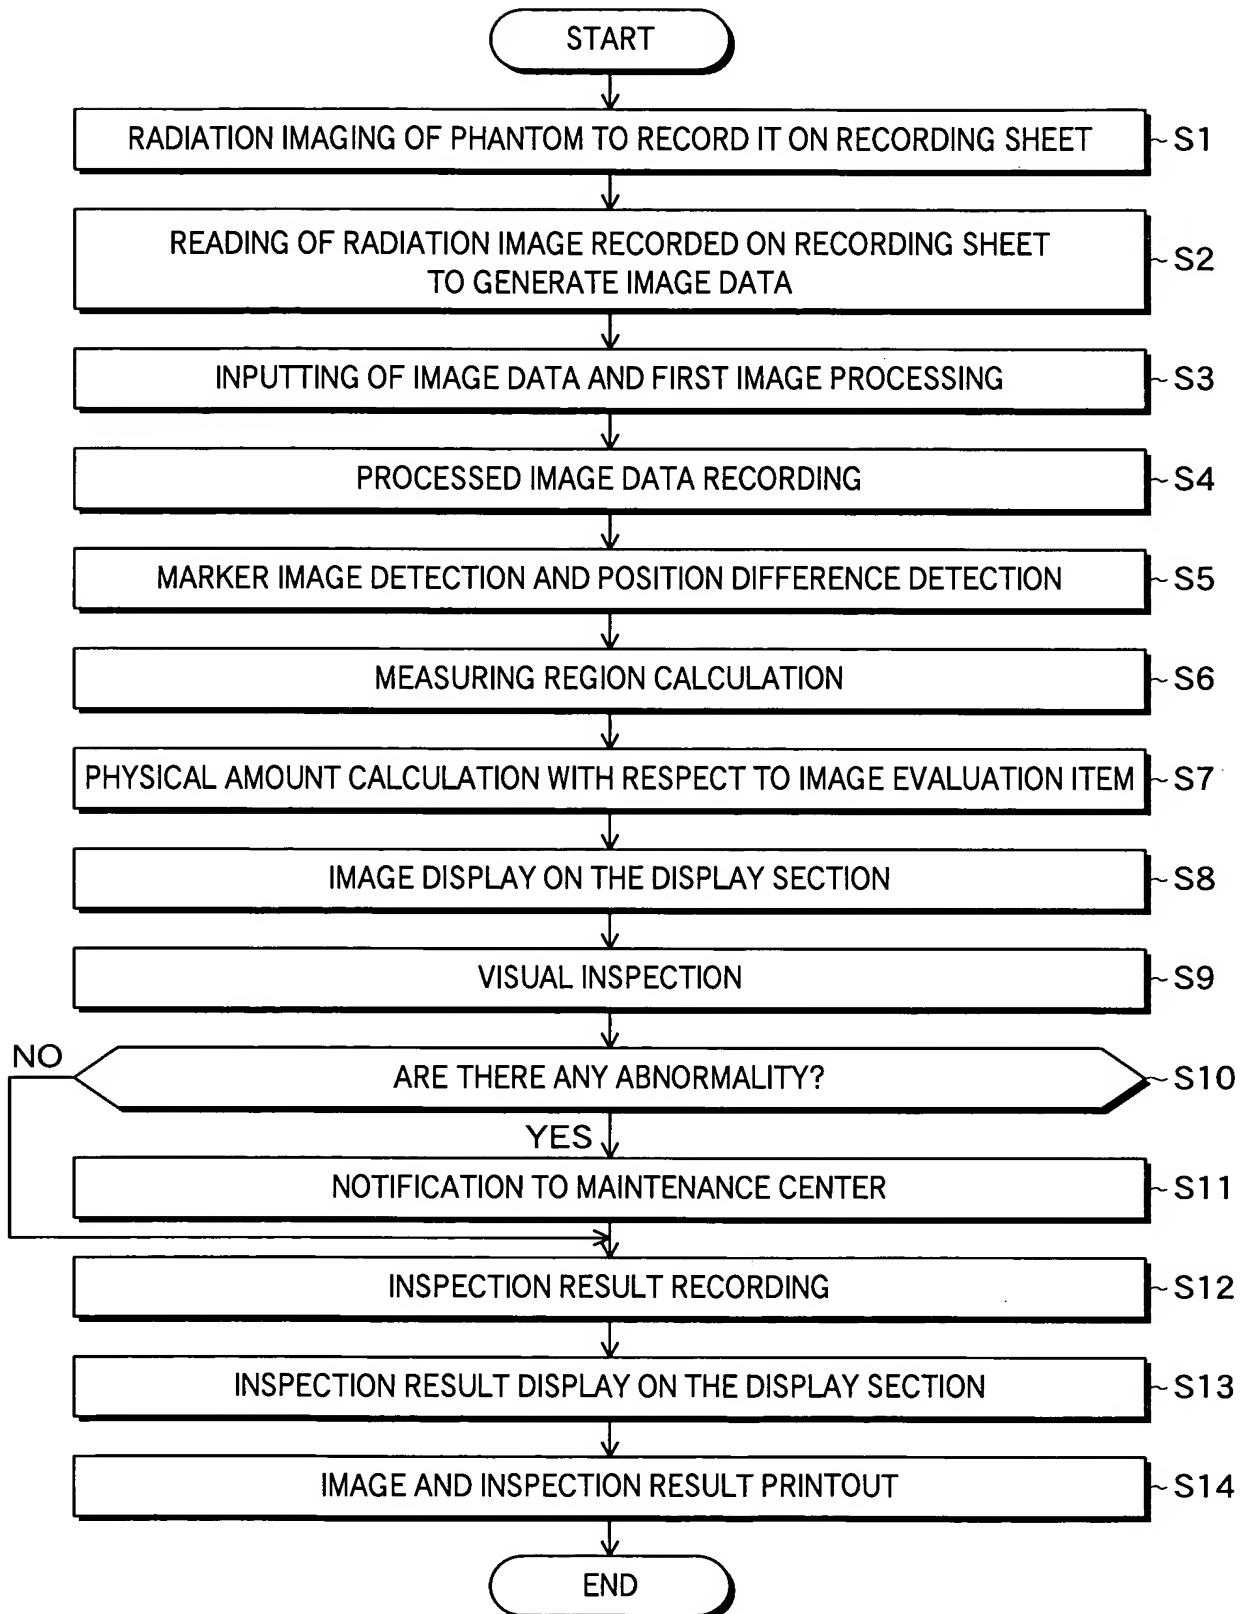 START
RADIATION IMAGING OF PHANTOM TO RECORD IT ON RECORDING SHEET
S1
READING OF RADIATION IMAGE RECORDED ON RECORDING SHEET
TO GENERATE IMAGE DATA
S2
INPUTTING OF IMAGE DATA AND FIRST IMAGE PROCESSING
S3
PROCESSED IMAGE DATA RECORDING
S4
MARKER IMAGE DETECTION AND POSITION DIFFERENCE DETECTION
S5
MEASURING REGION CALCULATION
S6
PHYSICAL AMOUNT CALCULATION WITH RESPECT TO IMAGE EVALUATION ITEM
S7
IMAGE DISPLAY ON THE DISPLAY SECTION
S8
VISUAL INSPECTION
S9
NO
ARE THERE ANY ABNORMALITY?
S10
YES
NOTIFICATION TO MAINTENANCE CENTER
S11
INSPECTION RESULT RECORDING
S12
INSPECTION RESULT DISPLAY ON THE DISPLAY SECTION
S13
IMAGE AND INSPECTION RESULT PRINTOUT
S14
END